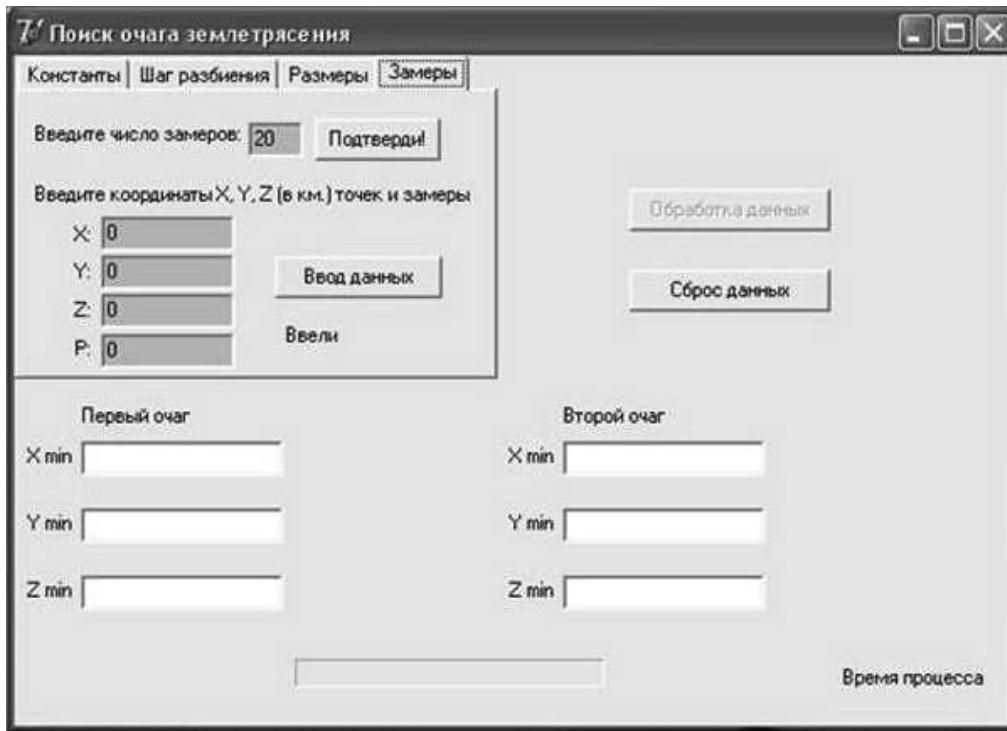 Поиск очага землетрясения
Константы Шаг разбиения Размеры Замеры
Введите число замеров: 20 Подтверди!
Введите координаты X, Y, Z (в км.) точек и замеры
X: 0
Y: 0
Z: 0
P: 0
Ввод данных
Ввели
Обработка данных
Сброс данных
Первый очаг Второй очаг
X min X min
Y min Y min
Z min Z min
Время процесса